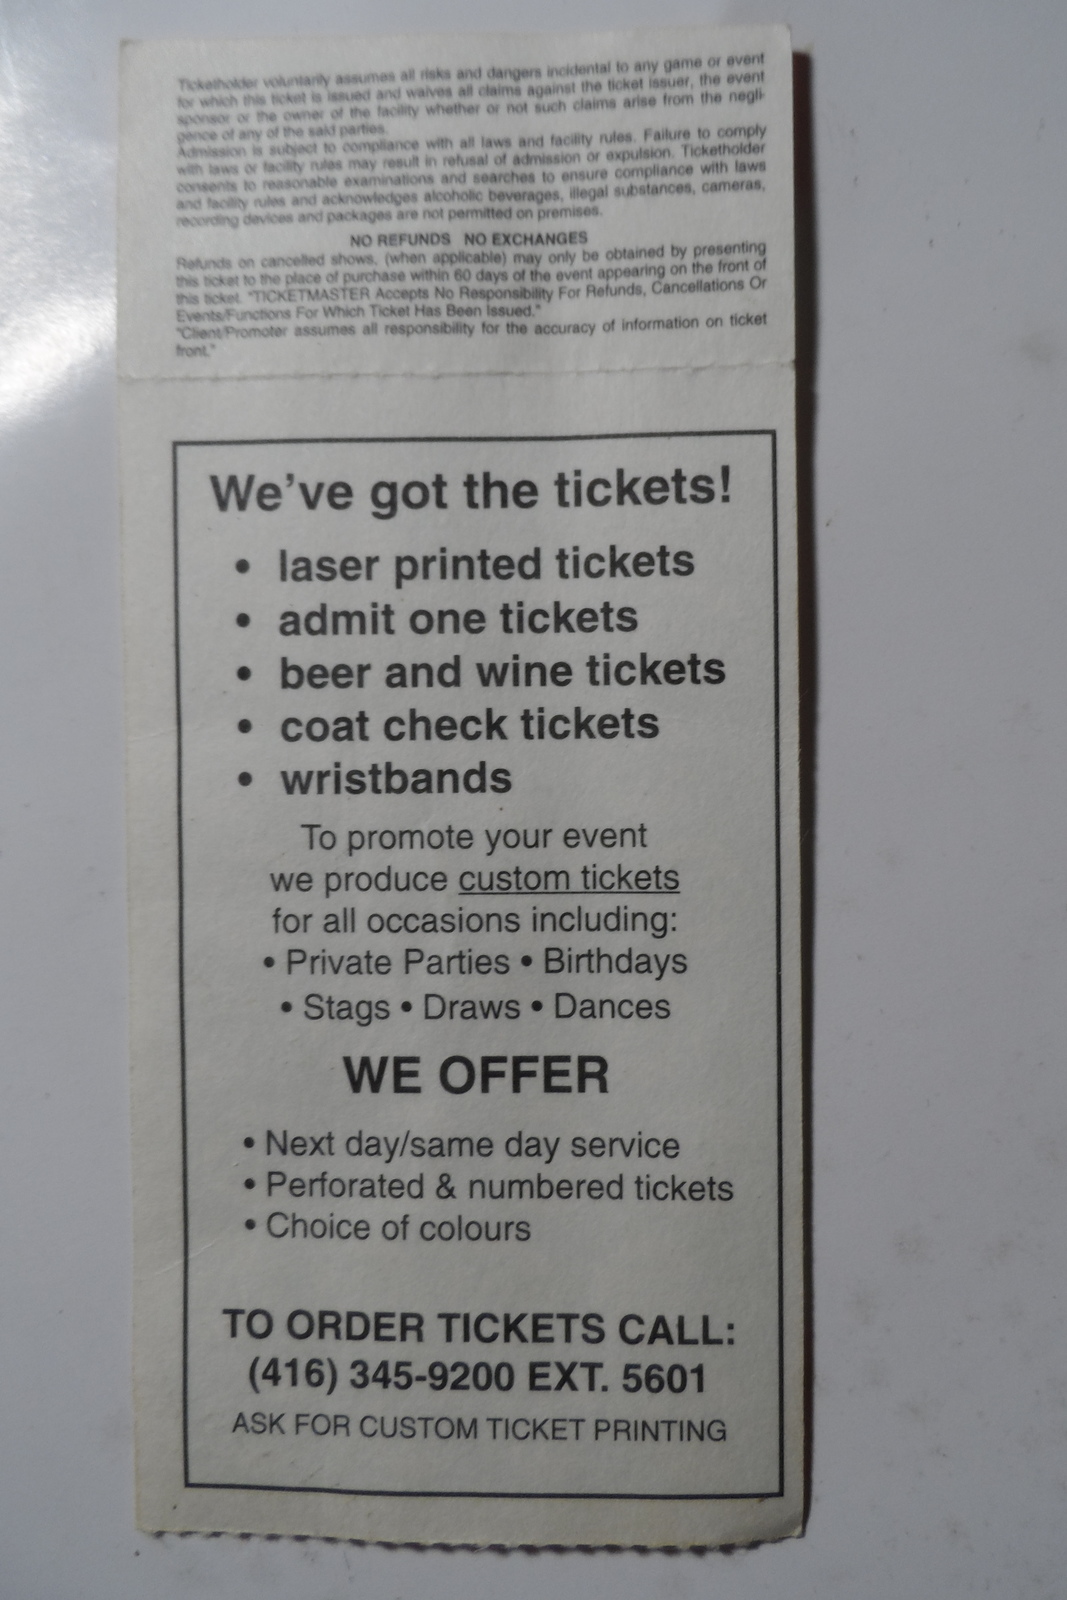 Ticketholder voluntarily assumes all risks and dangers incidental to any game or event
for which this ticket is issued and waives all claims against the ticket issuer, the event
sponsor or the owner of the facility whether or not such claims arise from the negli-
gence of any of the said parties.
Admission is subject to compliance with all laws and facility rules. Failure to comply
with laws or facility rules may result in refusal of admission or expulsion. Ticketholder
consents to reasonable examinations and searches to ensure compliance with laws
and facility rules and acknowledges alcoholic beverages, illegal substances, cameras,
recording devices and packages are not permitted on premises.
NO REFUNDS NO EXCHANGES
Refunds on cancelled shows, (when applicable) may only be obtained by presenting
this ticket to the place of purchase within 60 days of the event appearing on the front of
this ticket. "TICKETMASTER Accepts No Responsibility For Refunds, Cancellations Or
Events/Functions For Which Ticket Has Been Issued."
"Client/Promoter assumes all responsibility for the accuracy of information on ticket
front."
We've got the tickets!
• laser printed tickets
• admit one tickets
• beer and wine tickets
• coat check tickets
• wristbands
To promote your event
we produce custom tickets
for all occasions including:
• Private Parties • Birthdays
• Stags • Draws • Dances
WE OFFER
• Next day/same day service
• Perforated & numbered tickets
• Choice of colours
TO ORDER TICKETS CALL:
(416) 345-9200 EXT. 5601
ASK FOR CUSTOM TICKET PRINTING